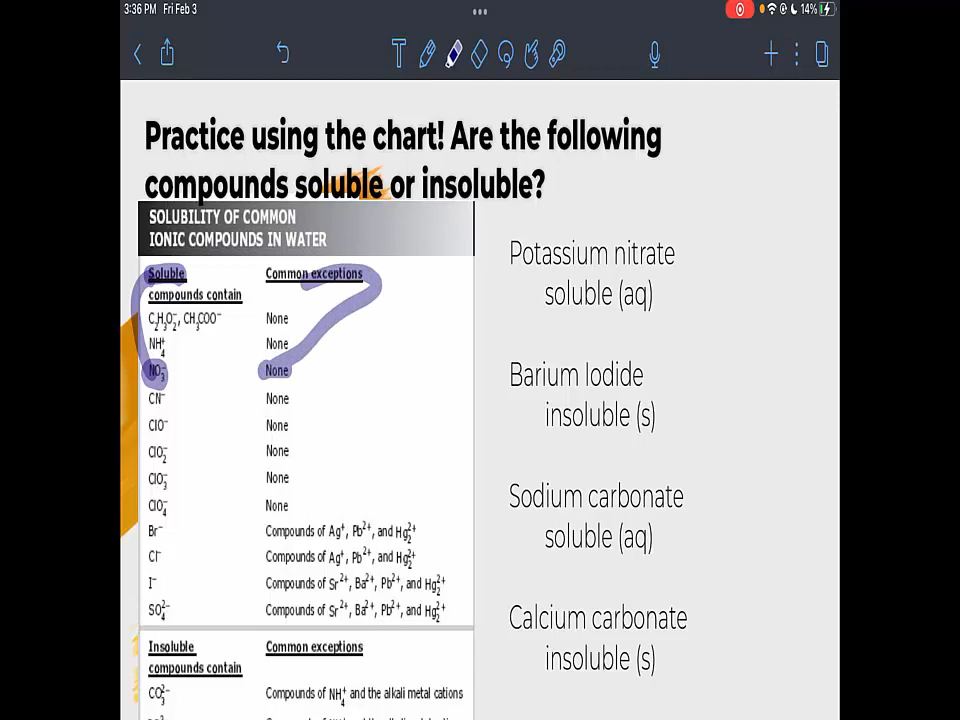 3:36 PM Fri Feb 3
14%
Practice using the chart! Are the following
compounds soluble or insoluble?
SOLUBILITY OF COMMON
IONIC COMPOUNDS IN WATER
Soluble compounds contain Common exceptions
C₂H₃O₂⁻, CH₃COO⁻ None
NH₄⁺ None
NO₃⁻ None
CN⁻ None
ClO⁻ None
ClO₂⁻ None
ClO₃⁻ None
ClO₄⁻ None
Br⁻ Compounds of Ag⁺, Pb²⁺, and Hg₂²⁺
Cl⁻ Compounds of Ag⁺, Pb²⁺, and Hg₂²⁺
I⁻ Compounds of Sr²⁺, Ba²⁺, Pb²⁺, and Hg₂²⁺
SO₄²⁻ Compounds of Sr²⁺, Ba²⁺, Pb²⁺, and Hg₂²⁺
Insoluble compounds contain Common exceptions
CO₃²⁻ Compounds of NH₄⁺ and the alkali metal cations
Potassium nitrate
soluble (aq)
Barium Iodide
insoluble (s)
Sodium carbonate
soluble (aq)
Calcium carbonate
insoluble (s)